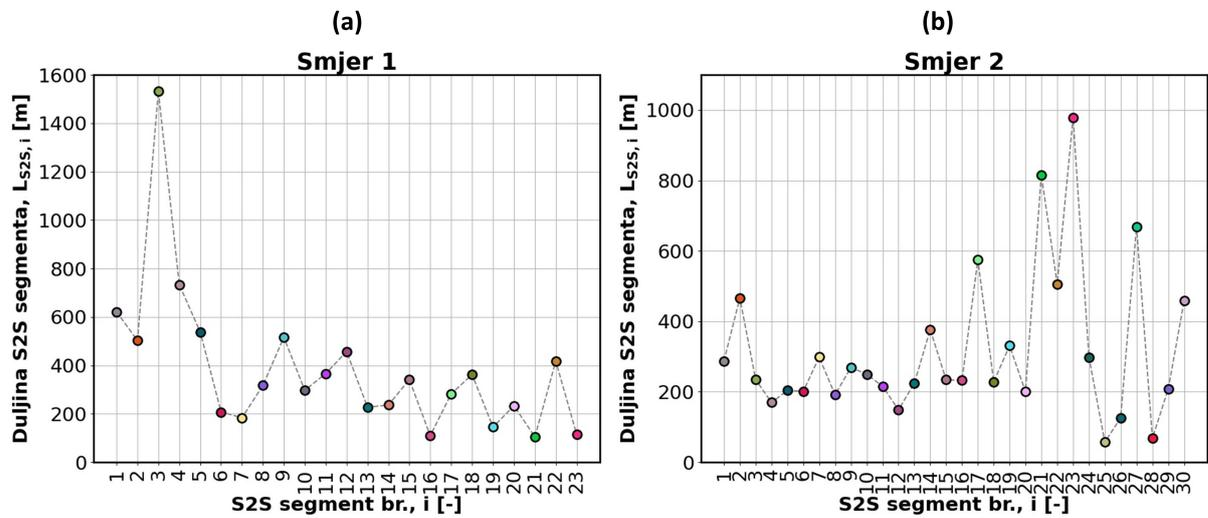 (a)
Smjer 1
Duljina S2S segmenta, L_S2S, i [m]
1600
1400
1200
1000
800
600
400
200
0
1 2 3 4 5 6 7 8 9 10 11 12 13 14 15 16 17 18 19 20 21 22 23
S2S segment br., i [-]
(b)
Smjer 2
Duljina S2S segmenta, L_S2S, i [m]
1000
800
600
400
200
0
1 2 3 4 5 6 7 8 9 10 11 12 13 14 15 16 17 18 19 20 21 22 23 24 25 26 27 28 29 30
S2S segment br., i [-]